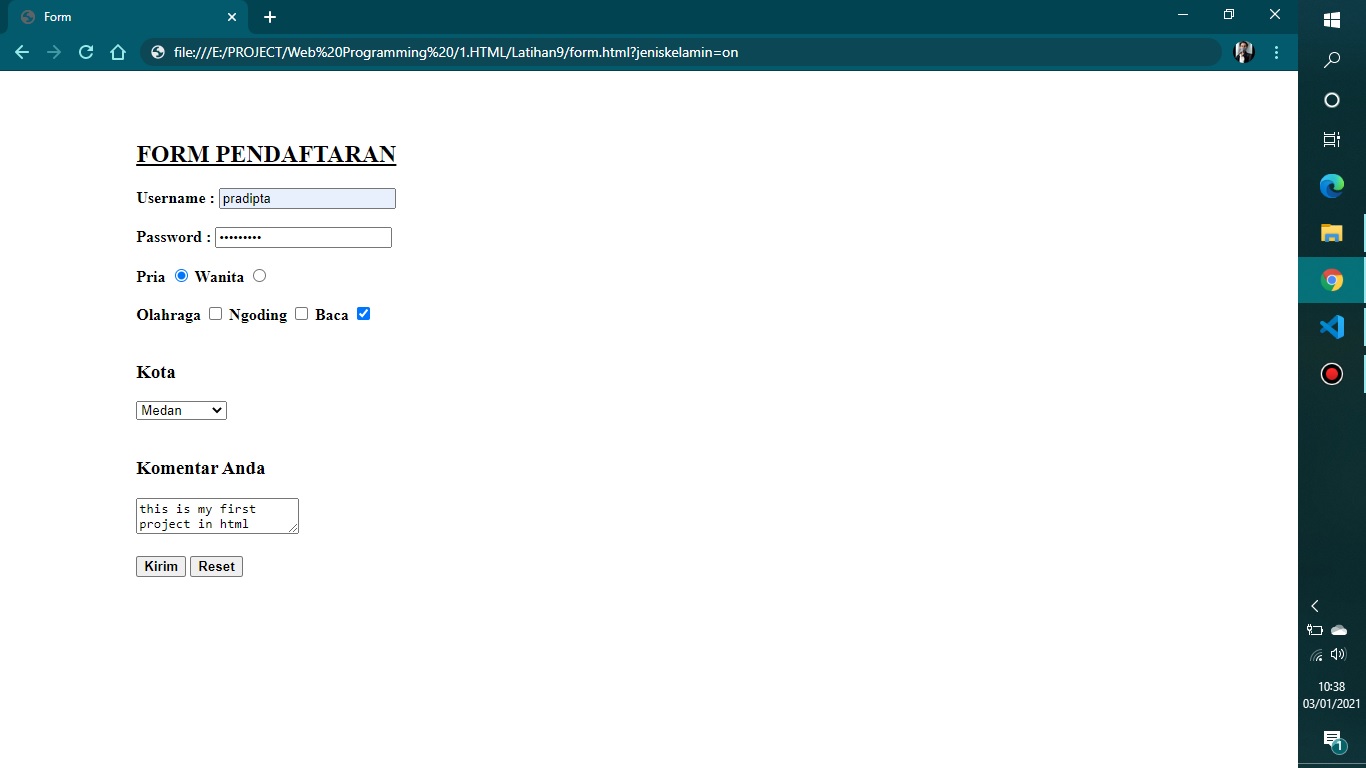 Form
file:///E:/PROJECT/Web%20Programming%20/1.HTML/Latihan9/form.html?jeniskelamin=on
FORM PENDAFTARAN
Username : pradipta
Password : •••••••••
Pria Wanita
Olahraga Ngoding Baca
Kota
Medan
Komentar Anda
this is my first
project in html
Kirim Reset
10:38
03/01/2021
1